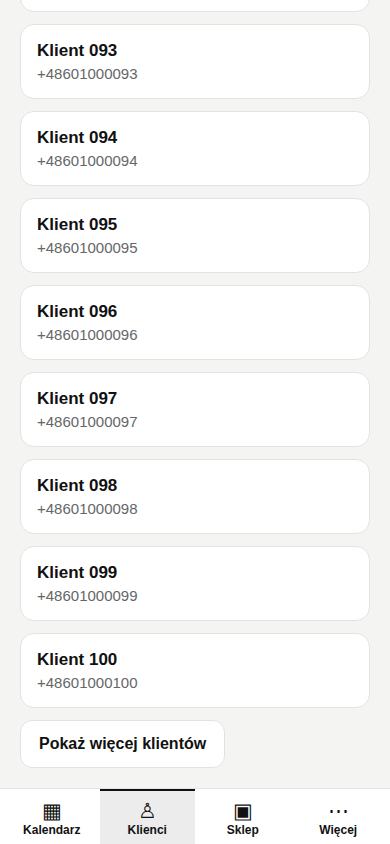 Klient 093
+48601000093
Klient 094
+48601000094
Klient 095
+48601000095
Klient 096
+48601000096
Klient 097
+48601000097
Klient 098
+48601000098
Klient 099
+48601000099
Klient 100
+48601000100
Pokaż więcej klientów
Kalendarz
Klienci
Sklep
Więcej